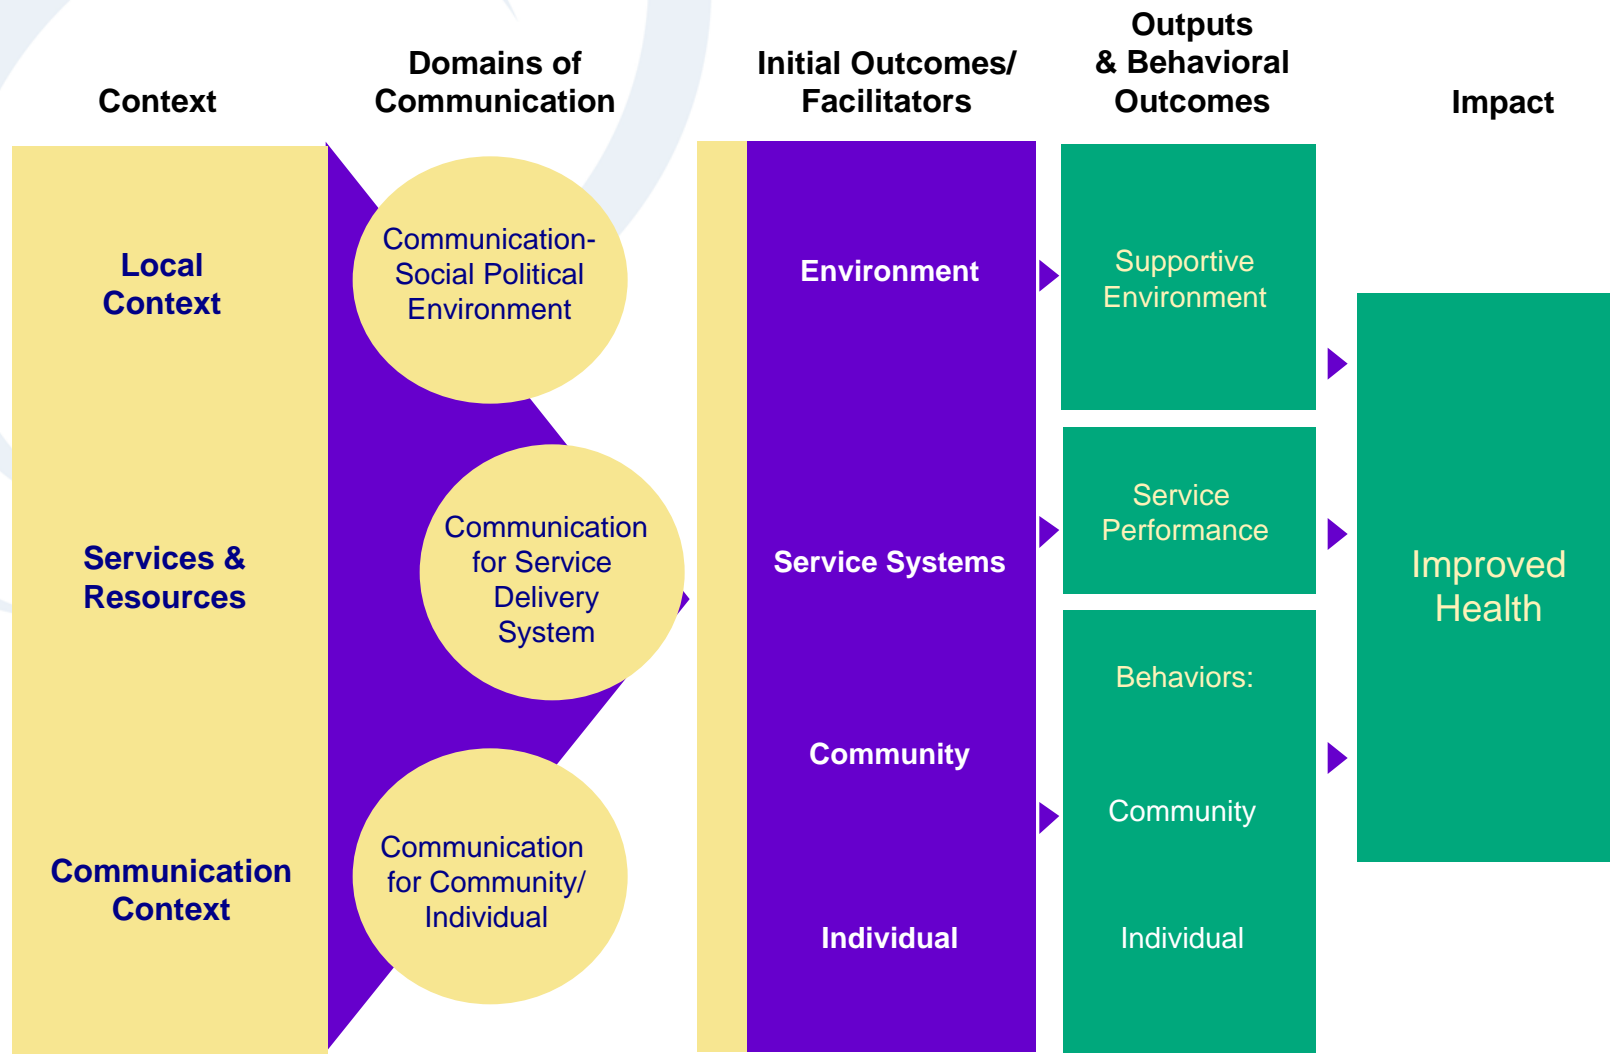 Context
Domains of
Communication
Initial Outcomes/
Facilitators
Outputs
& Behavioral
Outcomes
Impact
Local
Context
Services &
Resources
Communication
Context
Communication-
Social Political
Environment
Communication
for Service
Delivery
System
Communication
for Community/
Individual
Environment
Service Systems
Community
Individual
Supportive
Environment
Service
Performance
Behaviors:
Community
Individual
Improved
Health